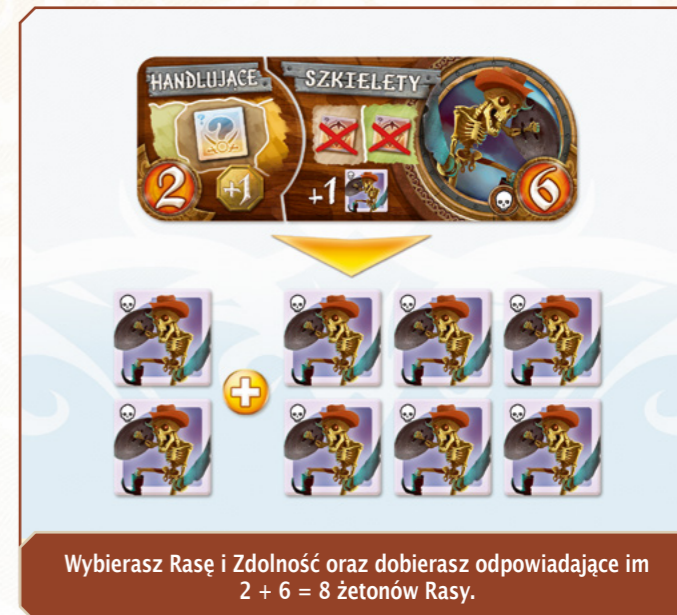 HANDLUJĄCE
SZKIELETY
2
+1
+1
6
Wybierasz Rasę i Zdolność oraz dobierasz odpowiadające im
2 + 6 = 8 żetonów Rasy.